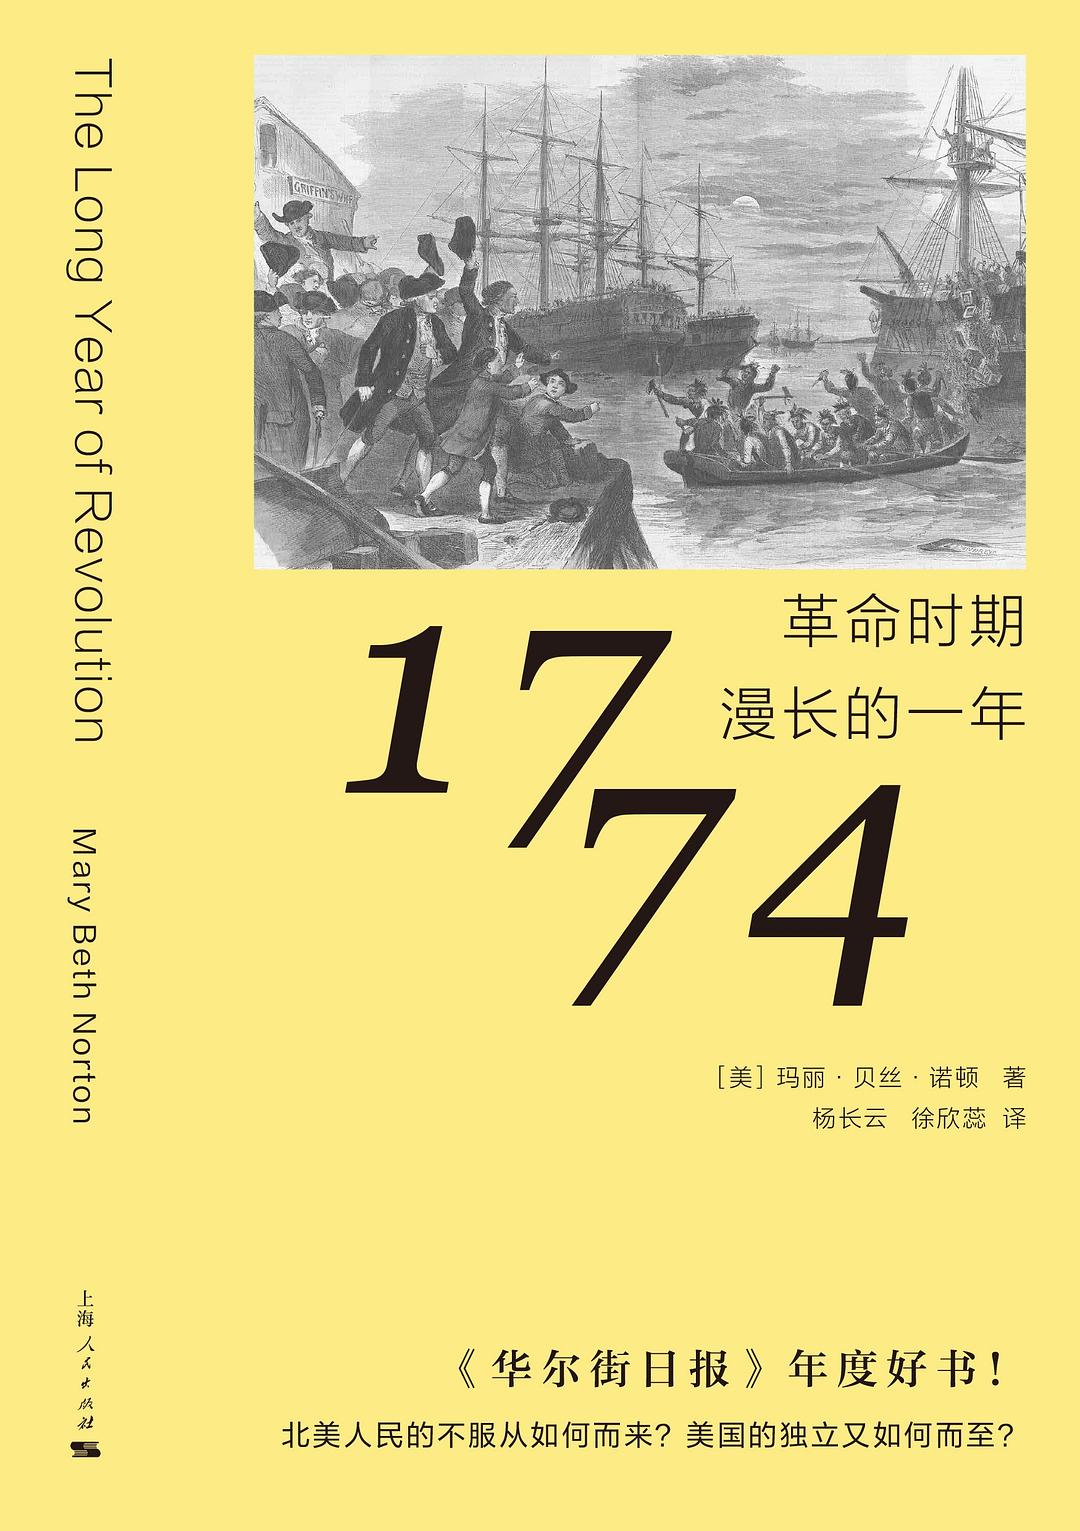 The Long Year of Revolution
Mary Beth Norton
GRIFFIN'S WHF
革命时期
漫长的一年
1774
[美] 玛丽·贝丝·诺顿 著
杨长云 徐欣蕊 译
上海人民出版社
《华尔街日报》年度好书！
北美人民的不服从如何而来？美国的独立又如何而至？